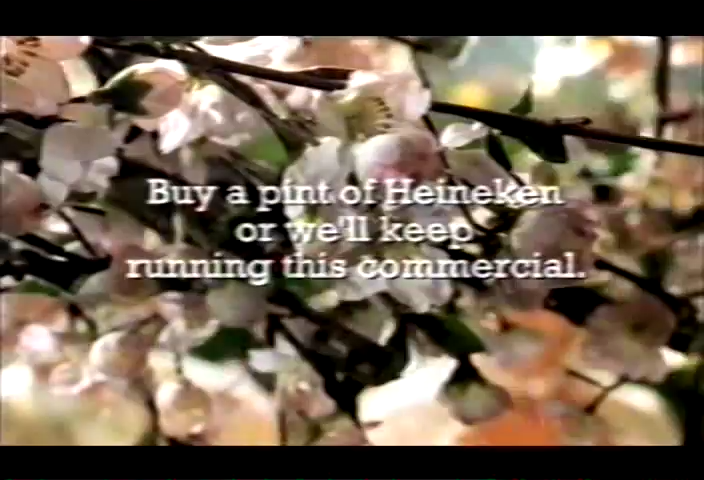 Buy a pint of Heineken
or we'll keep
running this commercial.